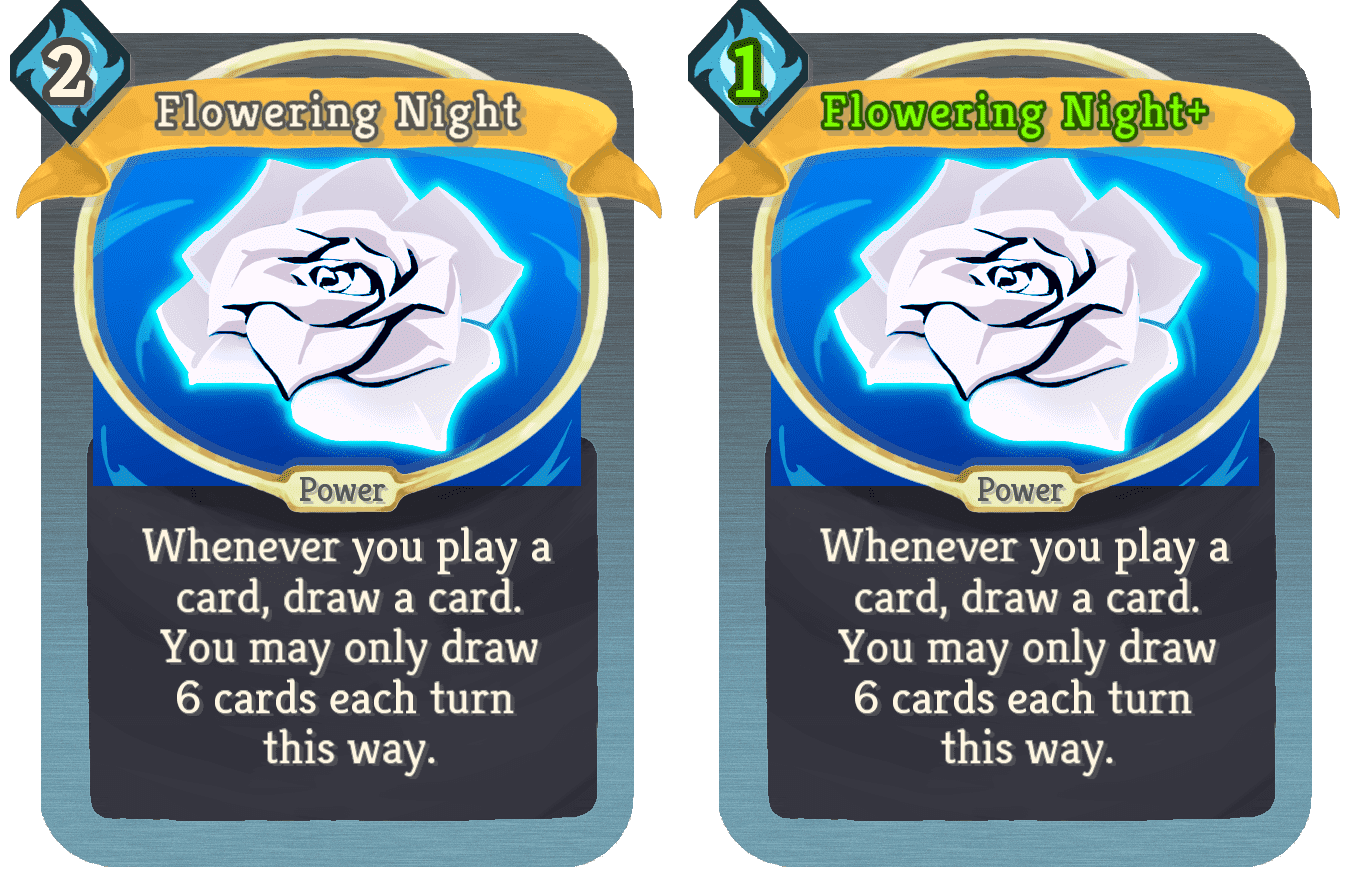 2
Flowering Night
Power
Whenever you play a
card, draw a card.
You may only draw
6 cards each turn
this way.
1
Flowering Night+
Power
Whenever you play a
card, draw a card.
You may only draw
6 cards each turn
this way.